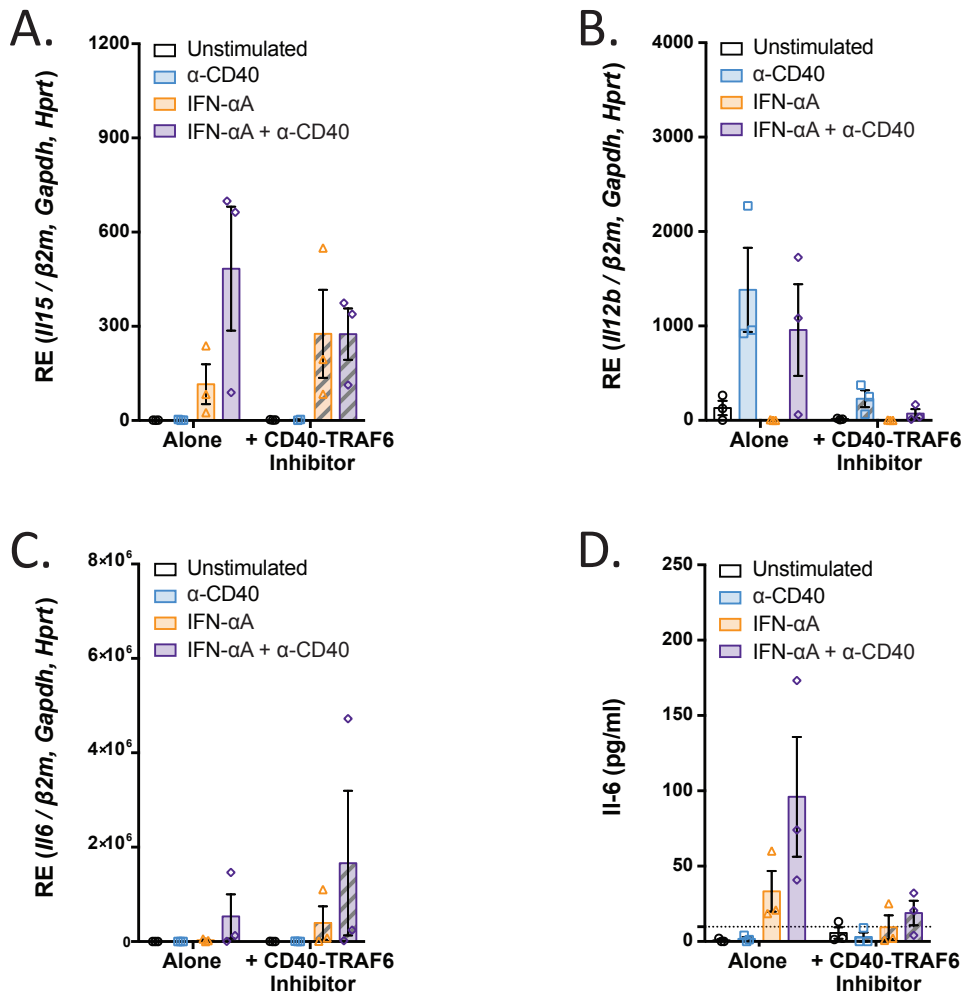 A.
RE (Il15 / β2m, Gapdh, Hprt)
1200
900
600
300
0
Unstimulated
α-CD40
IFN-αA
IFN-αA + α-CD40
Alone
+ CD40-TRAF6
Inhibitor
B.
RE (Il12b / β2m, Gapdh, Hprt)
4000
3000
2000
1000
0
Unstimulated
α-CD40
IFN-αA
IFN-αA + α-CD40
Alone
+ CD40-TRAF6
Inhibitor
C.
RE (Il6 / β2m, Gapdh, Hprt)
8×10⁶
6×10⁶
4×10⁶
2×10⁶
0
Unstimulated
α-CD40
IFN-αA
IFN-αA + α-CD40
Alone
+ CD40-TRAF6
Inhibitor
D.
Il-6 (pg/ml)
250
200
150
100
50
0
Unstimulated
α-CD40
IFN-αA
IFN-αA + α-CD40
Alone
+ CD40-TRAF6
Inhibitor